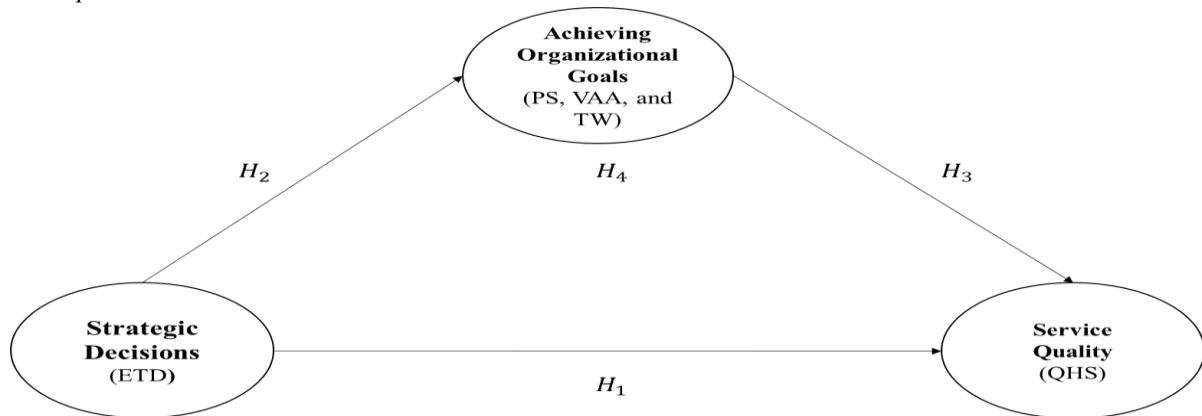 Achieving
Organizational
Goals
(PS, VAA, and
TW)
H₂
H₄
H₃
Strategic
Decisions
(ETD)
Service
Quality
(QHS)
H₁